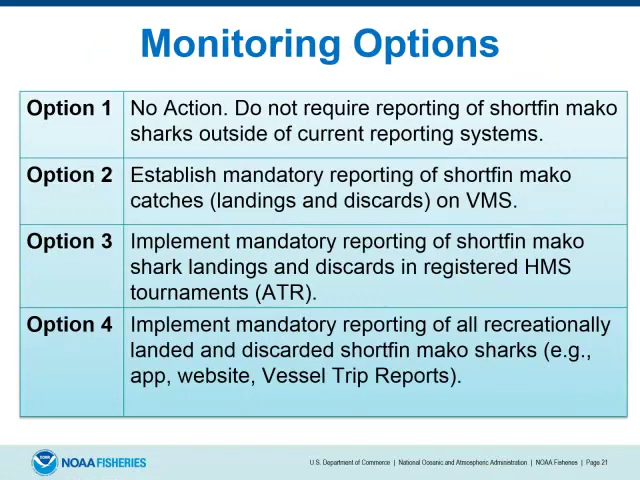 Monitoring Options
Option 1 No Action. Do not require reporting of shortfin mako
sharks outside of current reporting systems.
Option 2 Establish mandatory reporting of shortfin mako
catches (landings and discards) on VMS.
Option 3 Implement mandatory reporting of shortfin mako
shark landings and discards in registered HMS
tournaments (ATR).
Option 4 Implement mandatory reporting of all recreationally
landed and discarded shortfin mako sharks (e.g.,
app, website, Vessel Trip Reports).
NOAA FISHERIES
U.S. Department of Commerce | National Oceanic and Atmospheric Administration | NOAA Fisheries | Page 21